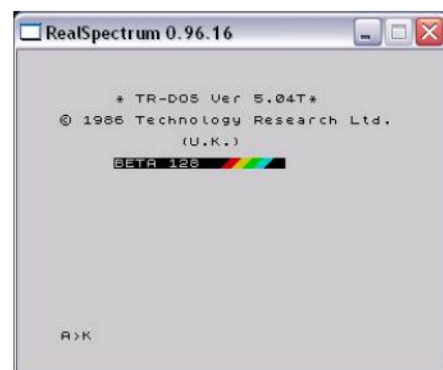 RealSpectrum 0.96.16
* TR-DOS Ver 5.04T*
© 1986 Technology Research Ltd.
(U.K.)
BETA 128
A>K